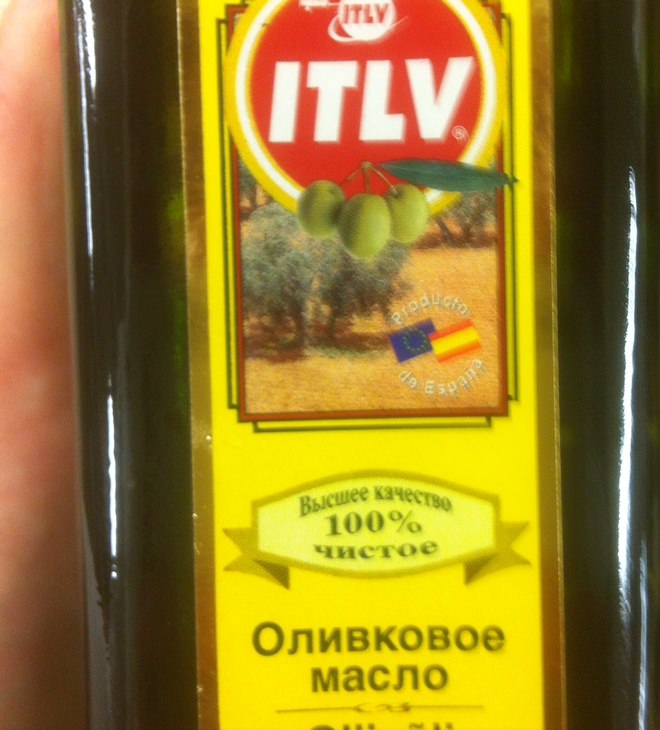 ITLV
ITLV®
Producto
de España
Высшее качество
100%
чистое
Оливковое
масло